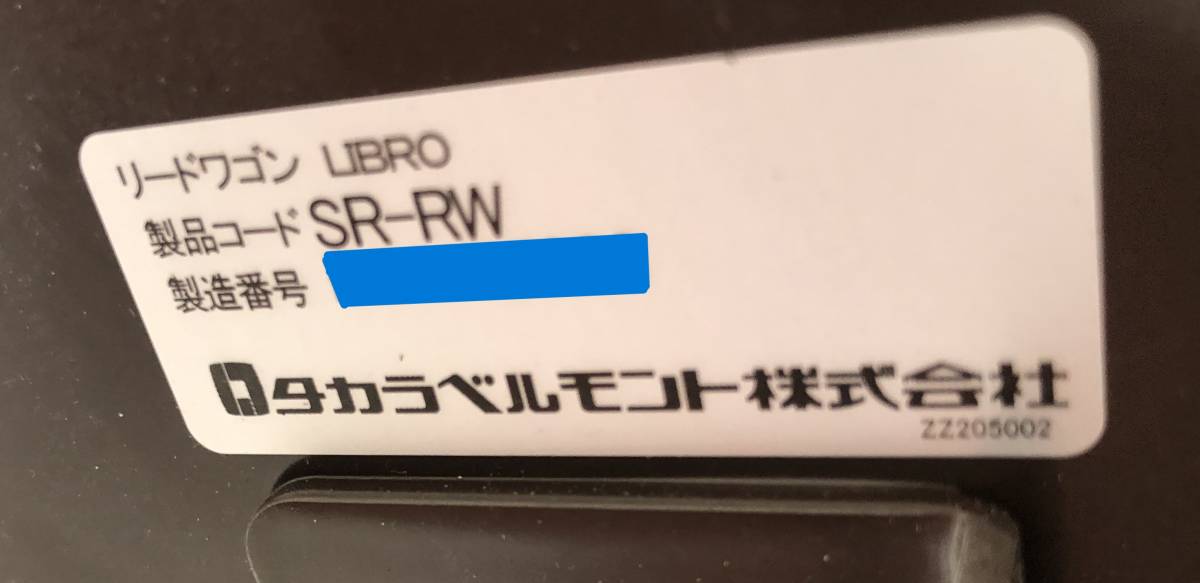 リードワゴン LIBRO
製品コード SR-RW
製造番号
タカラベルモント株式会社
ZZ205002